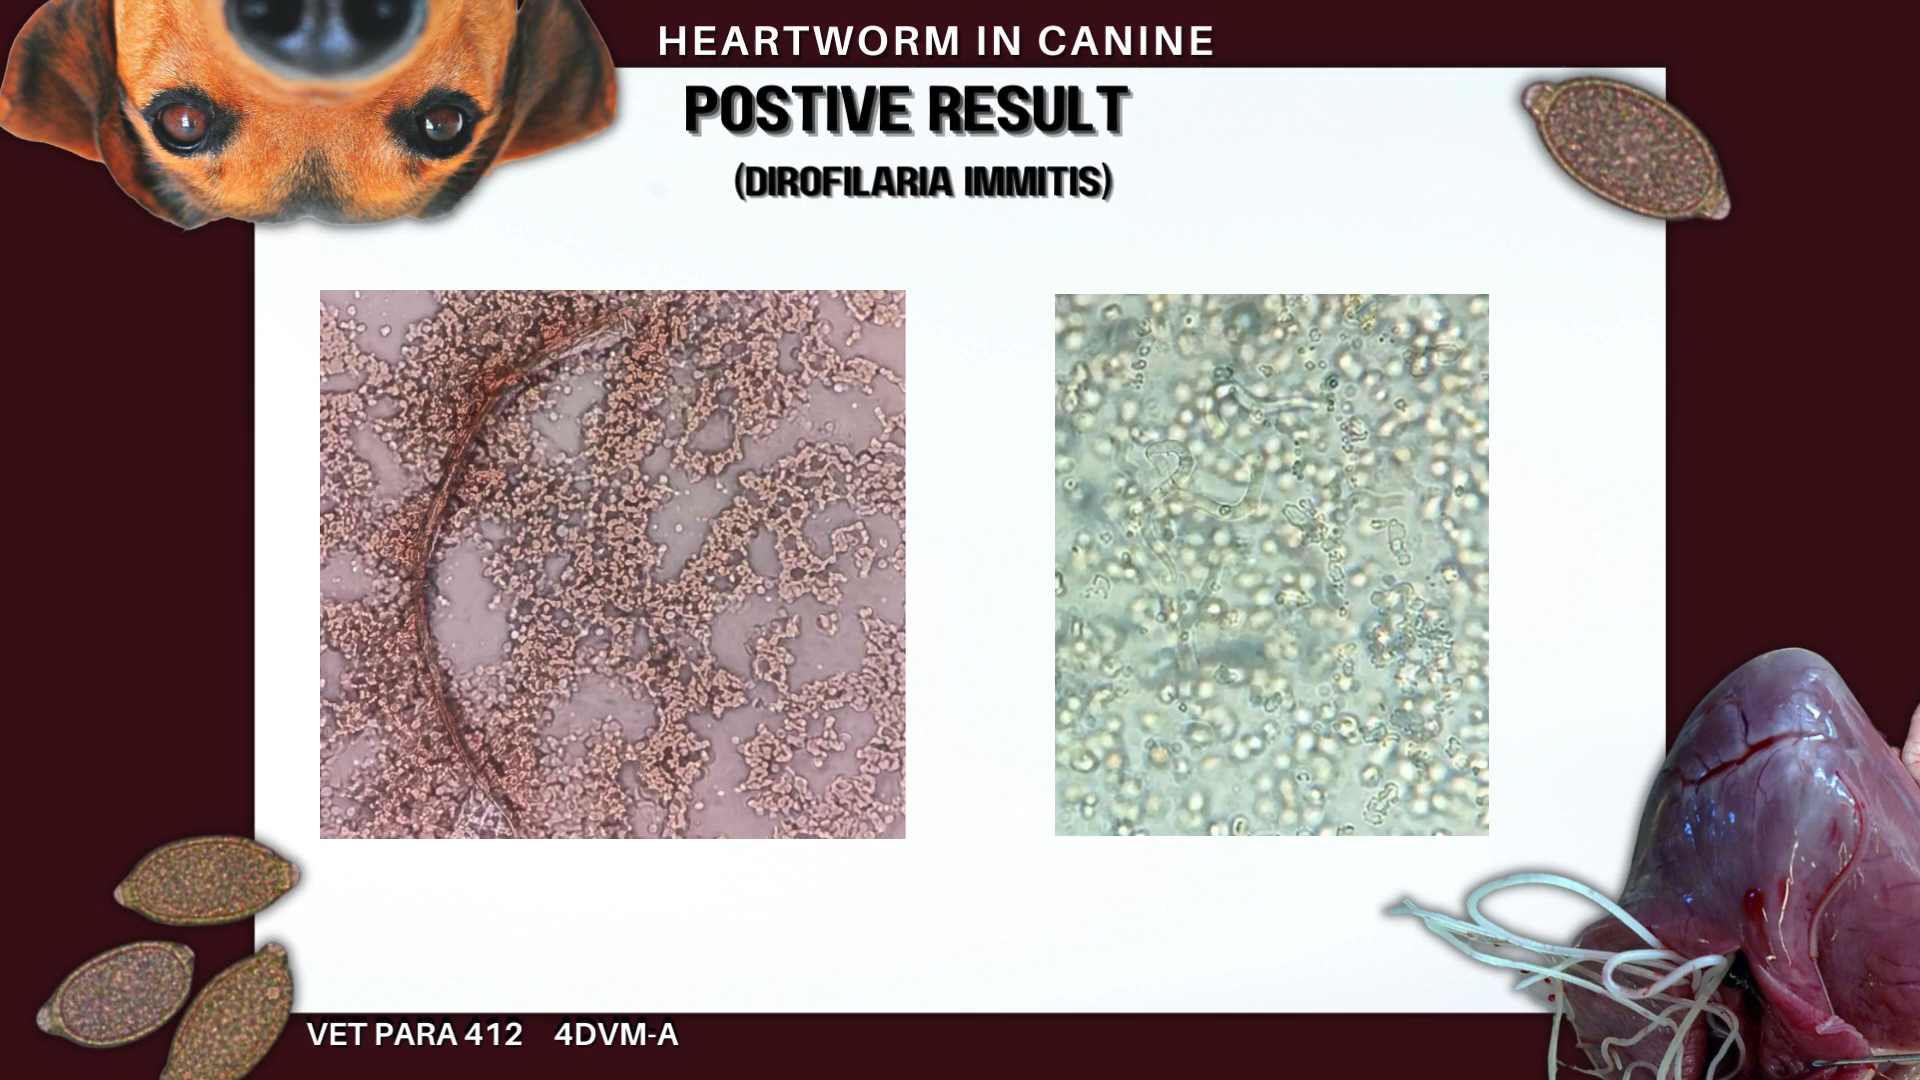 HEARTWORM IN CANINE
POSTIVE RESULT
(DIROFILARIA IMMITIS)
VET PARA 412 4DVM-A